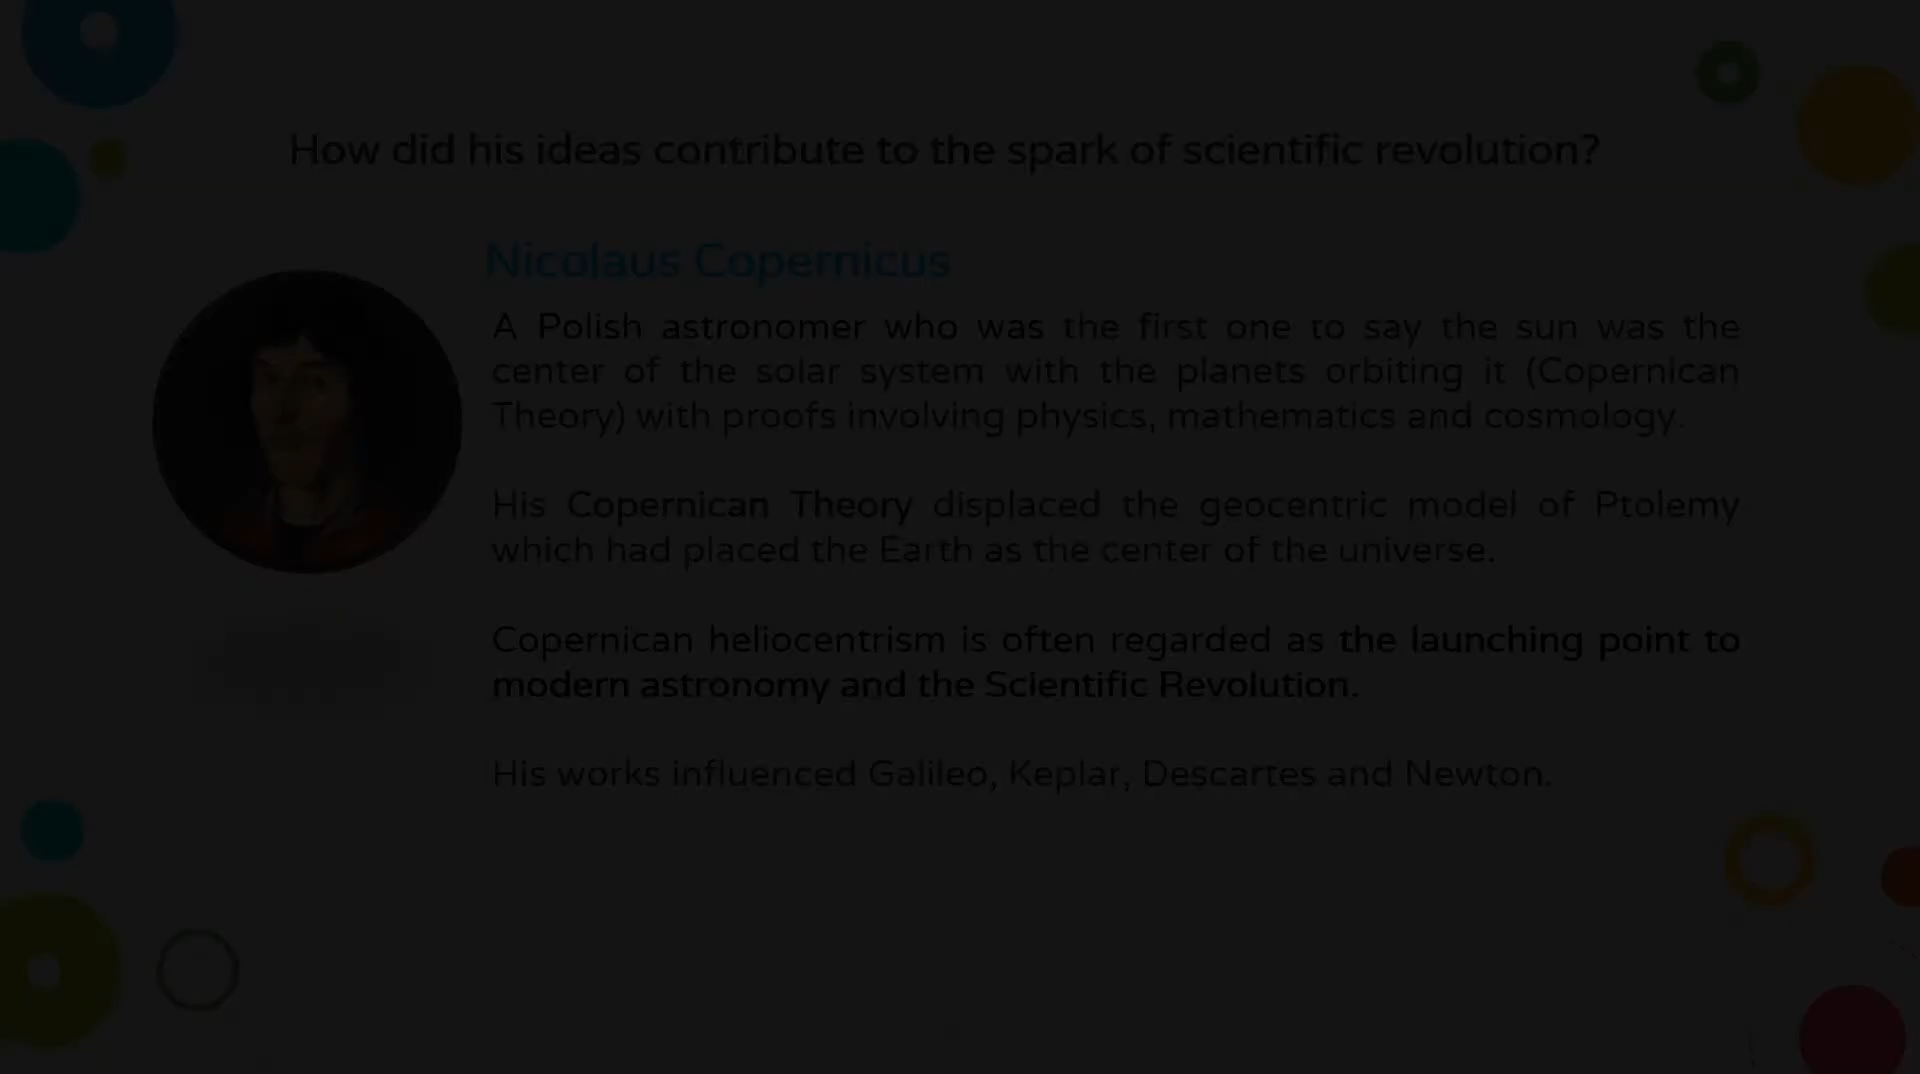 How did his ideas contribute to the spark of scientific revolution?
Nicolaus Copernicus
A Polish astronomer who was the first one to say the sun was the
center of the solar system with the planets orbiting it (Copernican
Theory) with proofs involving physics, mathematics and cosmology.
His Copernican Theory displaced the geocentric model of Ptolemy
which had placed the Earth as the center of the universe.
Copernican heliocentrism is often regarded as the launching point to
modern astronomy and the Scientific Revolution.
His works influenced Galileo, Keplar, Descartes and Newton.